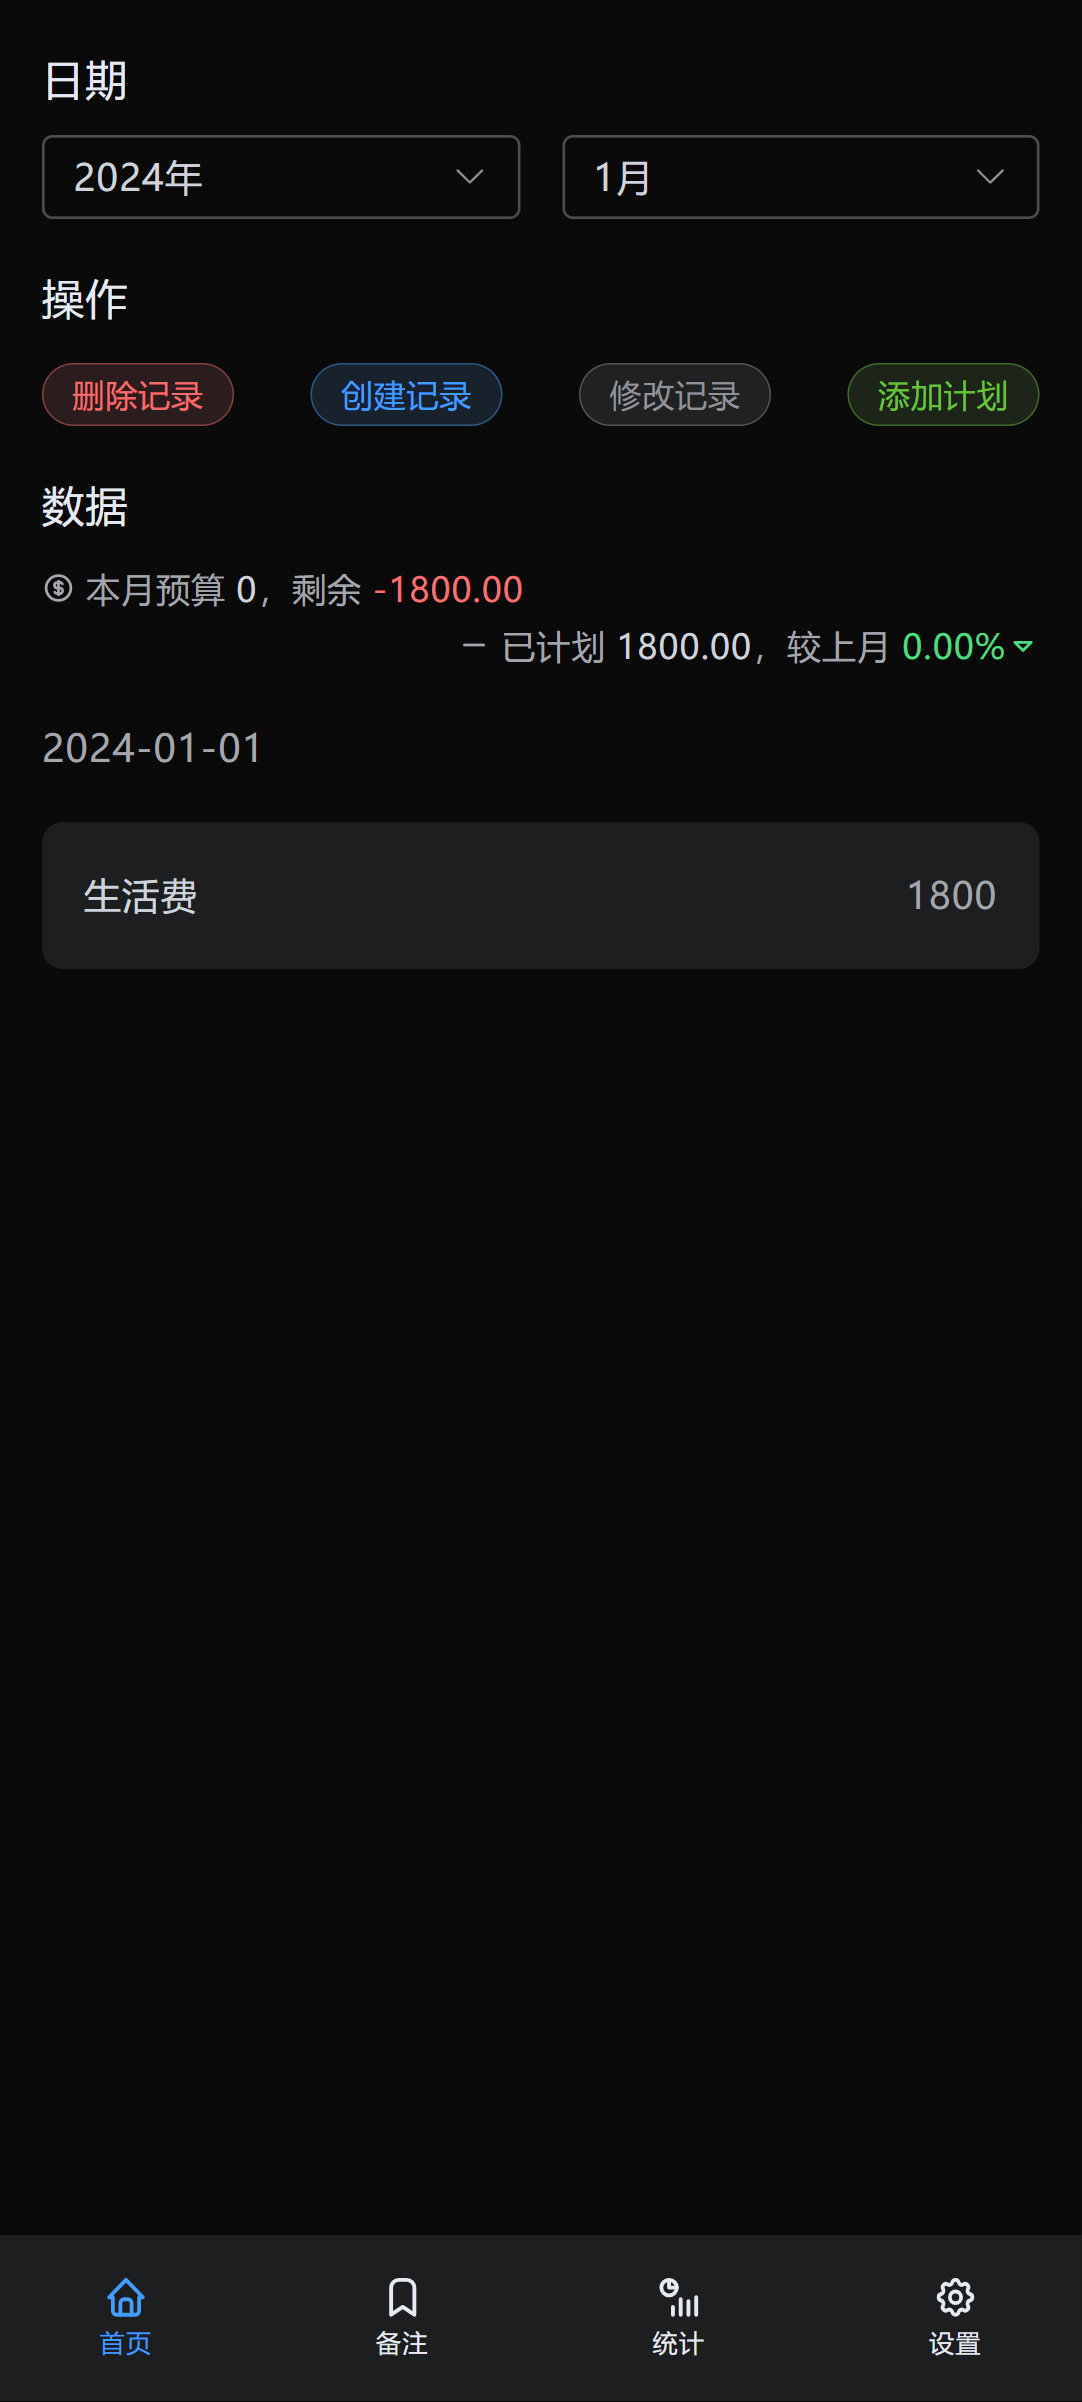 日期
2024年
1月
操作
删除记录
创建记录
修改记录
添加计划
数据
本月预算 0，剩余 -1800.00
— 已计划 1800.00，较上月 0.00%
2024-01-01
生活费
1800
首页
备注
统计
设置